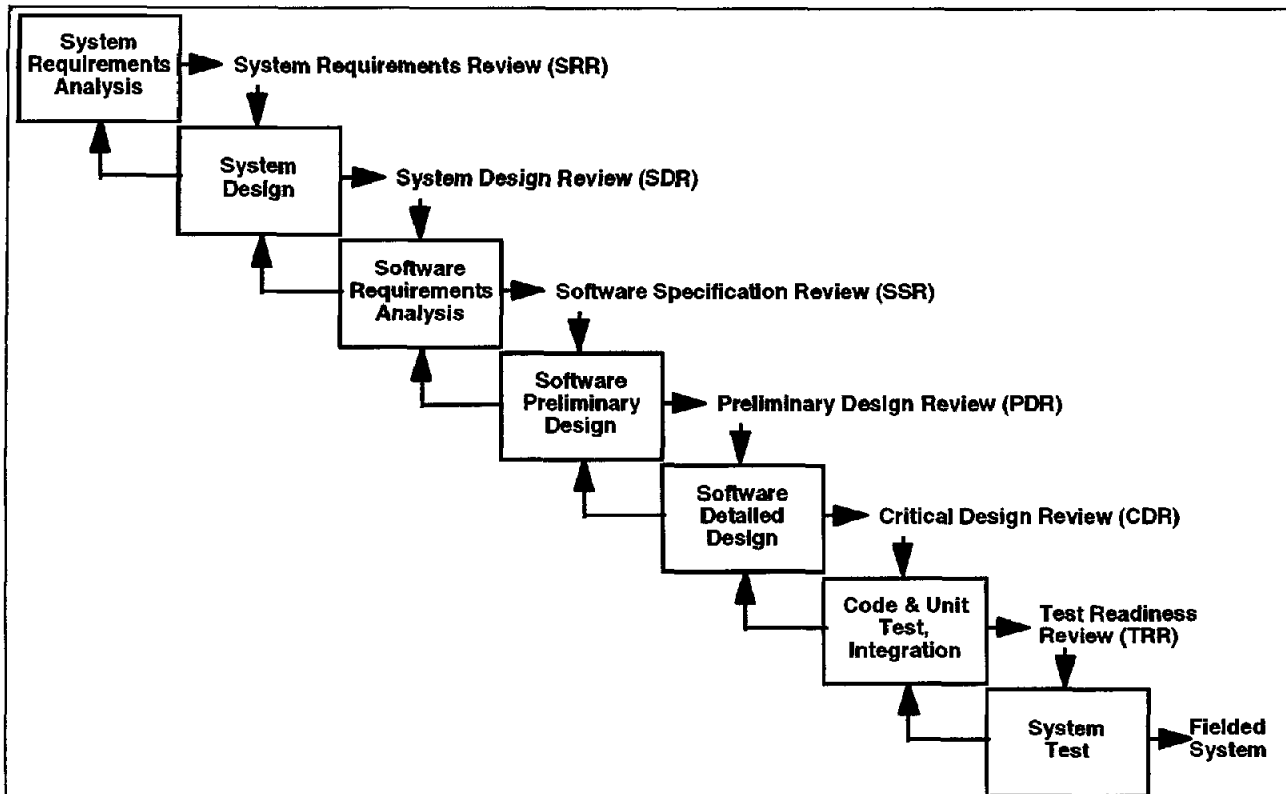 System
Requirements
Analysis
System Requirements Review (SRR)
System
Design
System Design Review (SDR)
Software
Requirements
Analysis
Software Specification Review (SSR)
Software
Preliminary
Design
Preliminary Design Review (PDR)
Software
Detailed
Design
Critical Design Review (CDR)
Code & Unit
Test,
Integration
Test Readiness
Review (TRR)
System
Test
Fielded
System